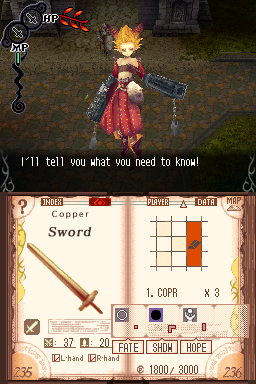 HP
MP
I'll tell you what you need to know!
? INDEX PLAYER DATA MAP
Copper
Sword
1. COPR x 3
: 37 : 20
L-hand R-hand
FATE SHOW HOPE
1800/ 3000
235 236